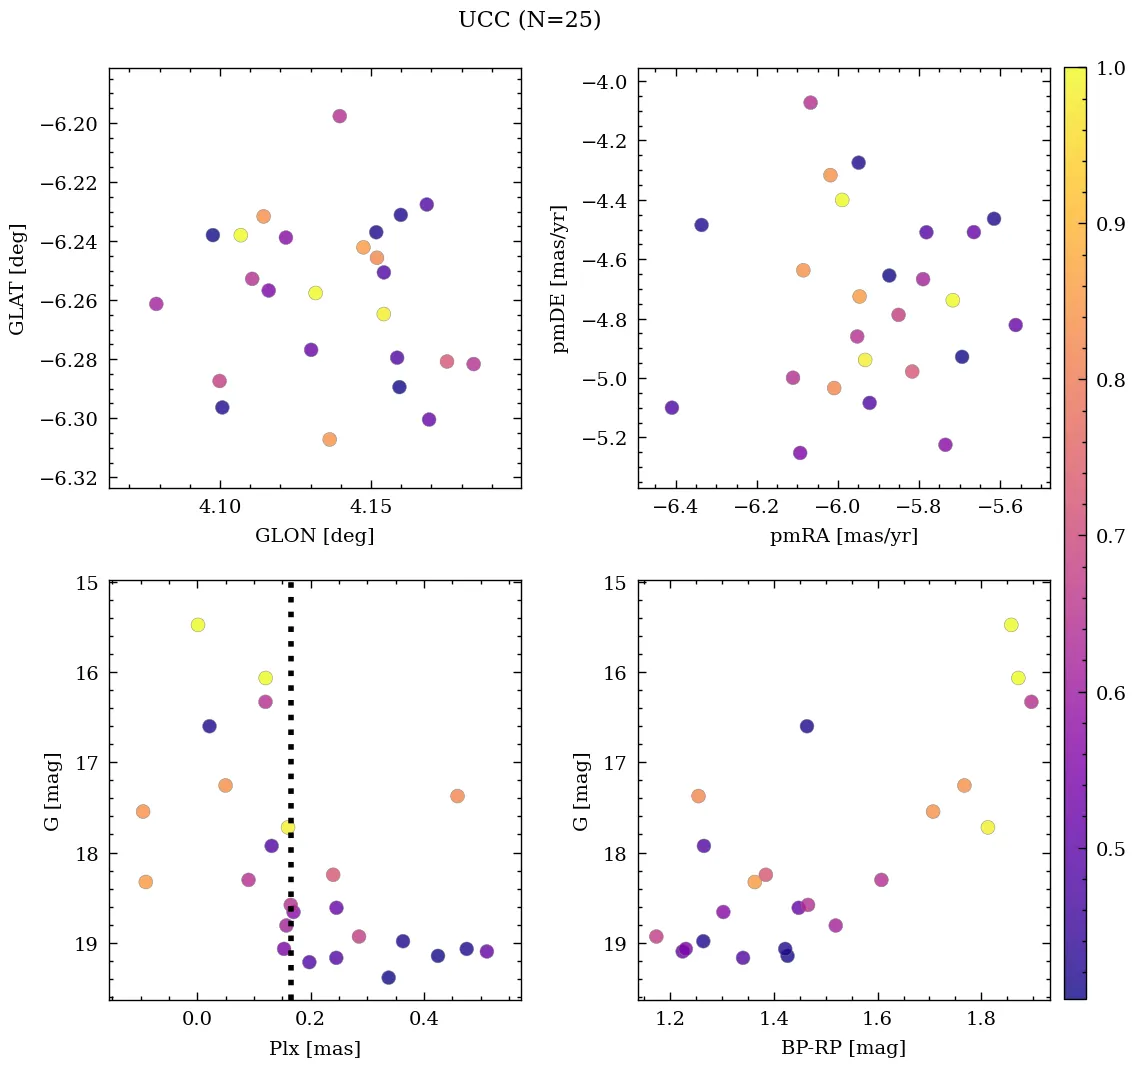 UCC (N=25)
−6.20
−6.22
−6.24
−6.26
−6.28
−6.30
−6.32
GLAT [deg]
4.10 4.15
GLON [deg]
−4.0
−4.2
−4.4
−4.6
−4.8
−5.0
−5.2
pmDE [mas/yr]
−6.4 −6.2 −6.0 −5.8 −5.6
pmRA [mas/yr]
15
16
17
18
19
G [mag]
0.0 0.2 0.4
Plx [mas]
15
16
17
18
19
G [mag]
1.2 1.4 1.6 1.8
BP-RP [mag]
1.0
0.9
0.8
0.7
0.6
0.5